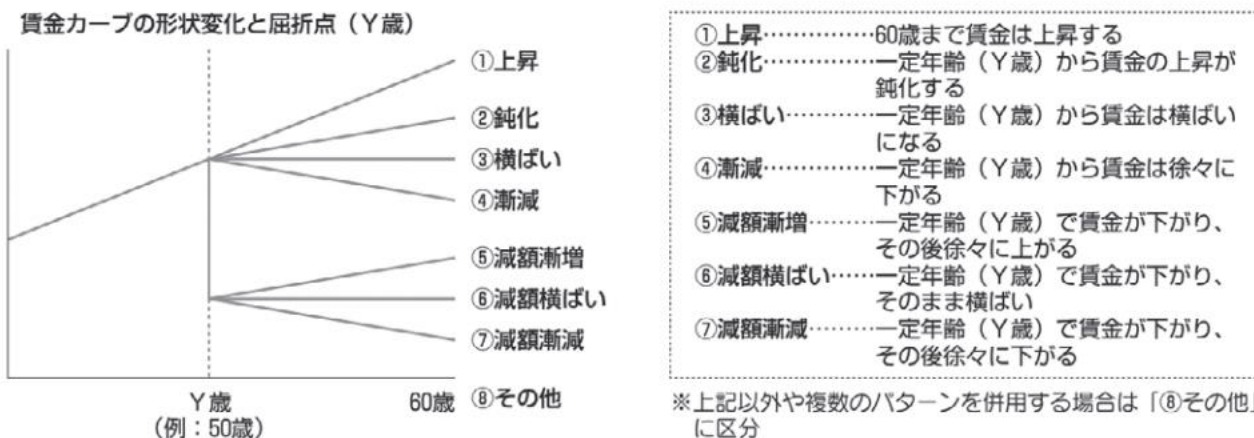 賃金カーブの形状変化と屈折点（Ｙ歳）
①上昇
②鈍化
③横ばい
④漸減
⑤減額漸増
⑥減額横ばい
⑦減額漸減
⑧その他
Ｙ歳
（例：50歳）
60歳
①上昇……………60歳まで賃金は上昇する
②鈍化……………一定年齢（Ｙ歳）から賃金の上昇が
鈍化する
③横ばい…………一定年齢（Ｙ歳）から賃金は横ばい
になる
④漸減……………一定年齢（Ｙ歳）から賃金は徐々に
下がる
⑤減額漸増………一定年齢（Ｙ歳）で賃金が下がり、
その後徐々に上がる
⑥減額横ばい……一定年齢（Ｙ歳）で賃金が下がり、
そのまま横ばい
⑦減額漸減………一定年齢（Ｙ歳）で賃金が下がり、
その後徐々に下がる
※上記以外や複数のパターンを併用する場合は「⑧その他」
に区分